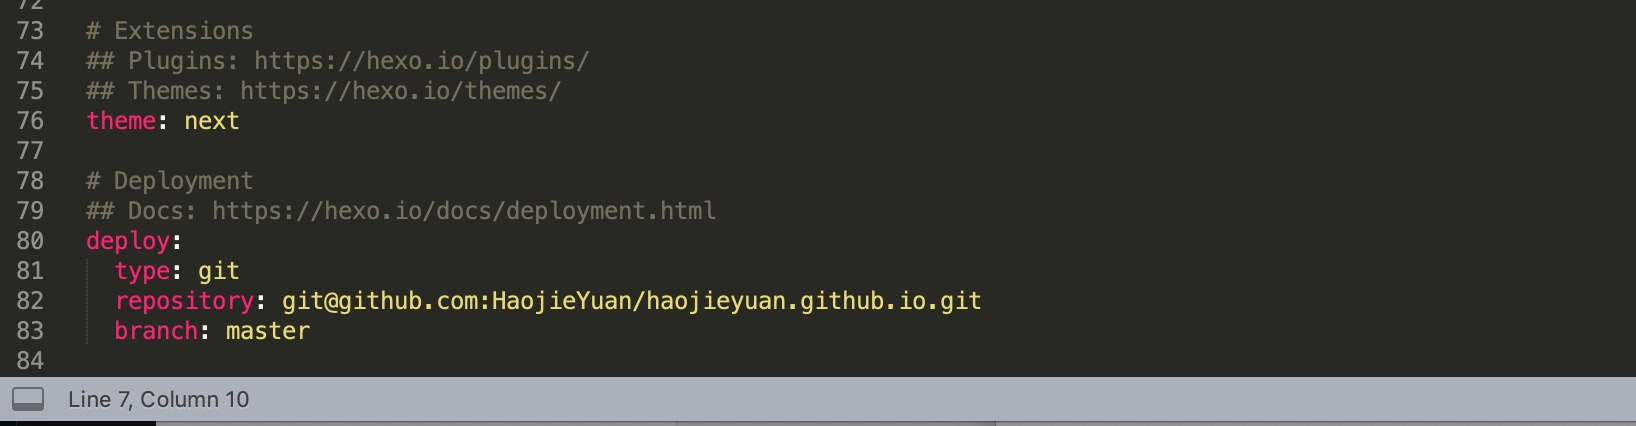 72
73 # Extensions
74 ## Plugins: https://hexo.io/plugins/
75 ## Themes: https://hexo.io/themes/
76 theme: next
77
78 # Deployment
79 ## Docs: https://hexo.io/docs/deployment.html
80 deploy:
81 type: git
82 repository: git@github.com:HaojieYuan/haojieyuan.github.io.git
83 branch: master
84
Line 7, Column 10